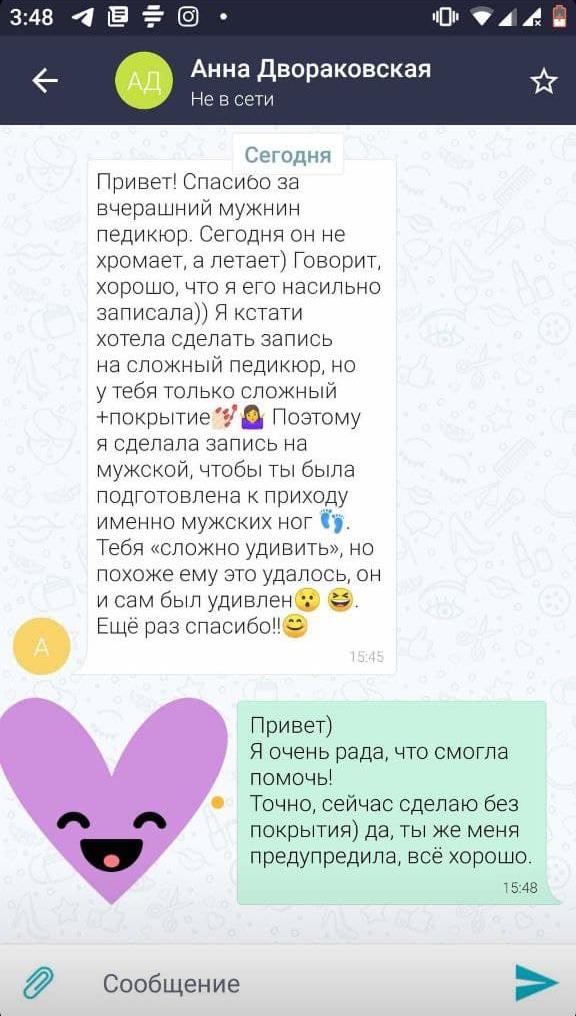 3:48
АД
Анна Двораковская
Не в сети
Сегодня
Привет! Спасибо за
вчерашний мужнин
педикюр. Сегодня он не
хромает, а летает) Говорит,
хорошо, что я его насильно
записала)) Я кстати
хотела сделать запись
на сложный педикюр, но
у тебя только сложный
+покрытие💅🏻🤷‍♀️ Поэтому
я сделала запись на
мужской, чтобы ты была
подготовлена к приходу
именно мужских ног 👣.
Тебя «сложно удивить», но
похоже ему это удалось, он
и сам был удивлен😮 😆.
Ещё раз спасибо!!😊
15:45
А
Привет)
Я очень рада, что смогла
помочь!
Точно, сейчас сделаю без
покрытия) да, ты же меня
предупредила, всё хорошо.
15:48
Сообщение